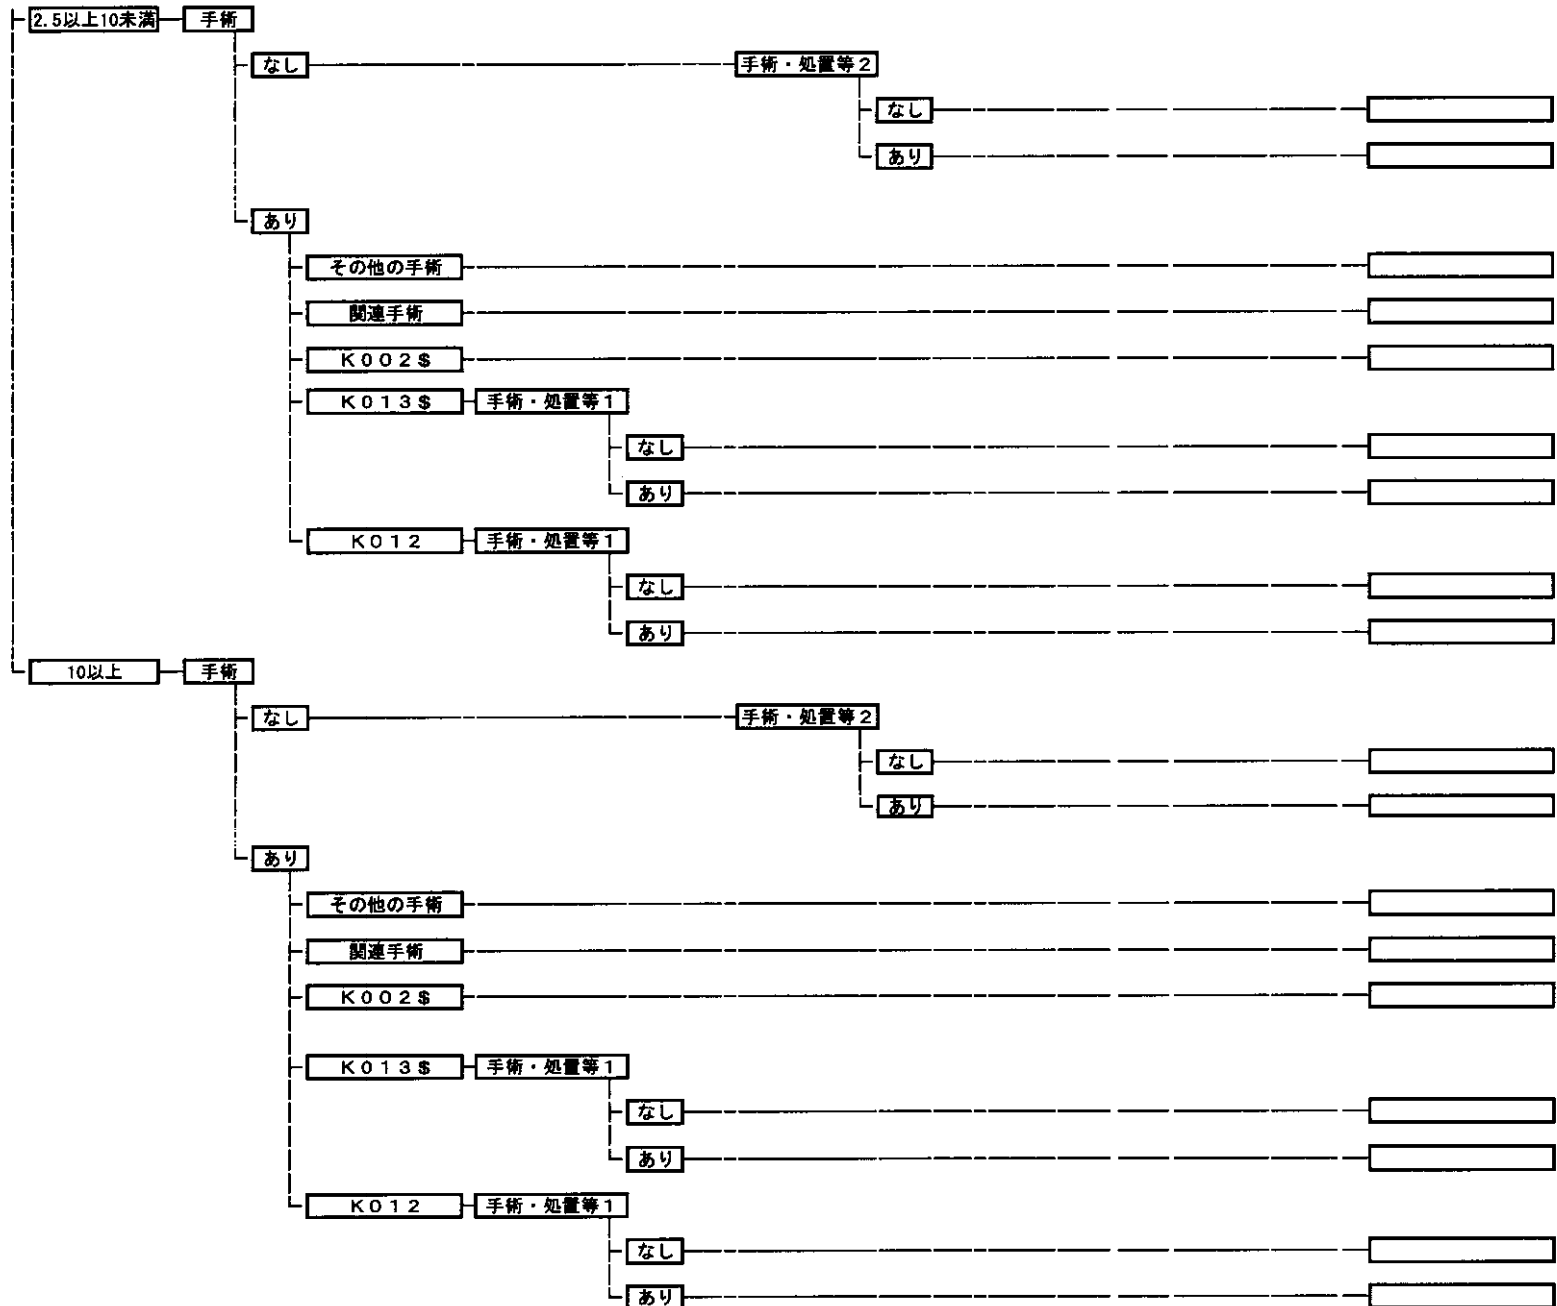 2.5以上10未満 手術
なし 手術・処置等2
なし
あり
あり
その他の手術
関連手術
K002$
K013$ 手術・処置等1
なし
あり
K012 手術・処置等1
なし
あり
10以上 手術
なし 手術・処置等2
なし
あり
あり
その他の手術
関連手術
K002$
K013$ 手術・処置等1
なし
あり
K012 手術・処置等1
なし
あり